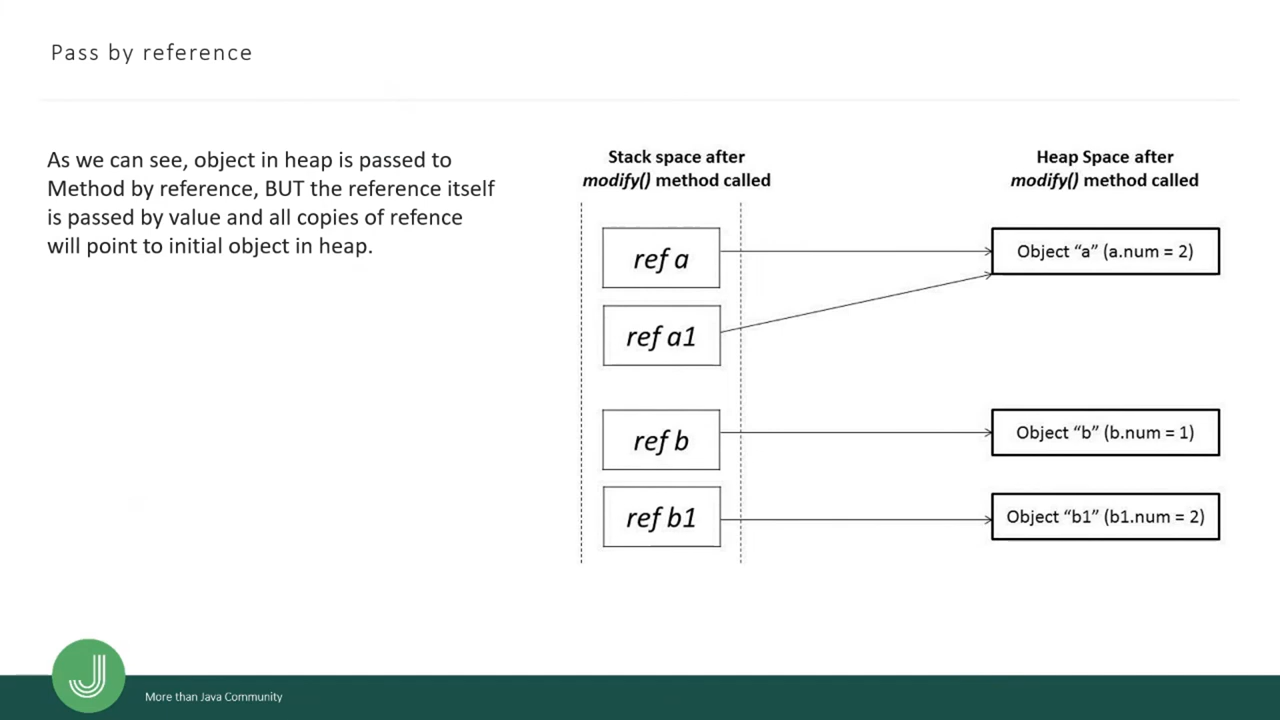 Pass by reference
As we can see, object in heap is passed to
Method by reference, BUT the reference itself
is passed by value and all copies of refence
will point to initial object in heap.
Stack space after
modify() method called
ref a
ref a1
ref b
ref b1
Heap Space after
modify() method called
Object “a” (a.num = 2)
Object “b” (b.num = 1)
Object “b1” (b1.num = 2)
J
More than Java Community